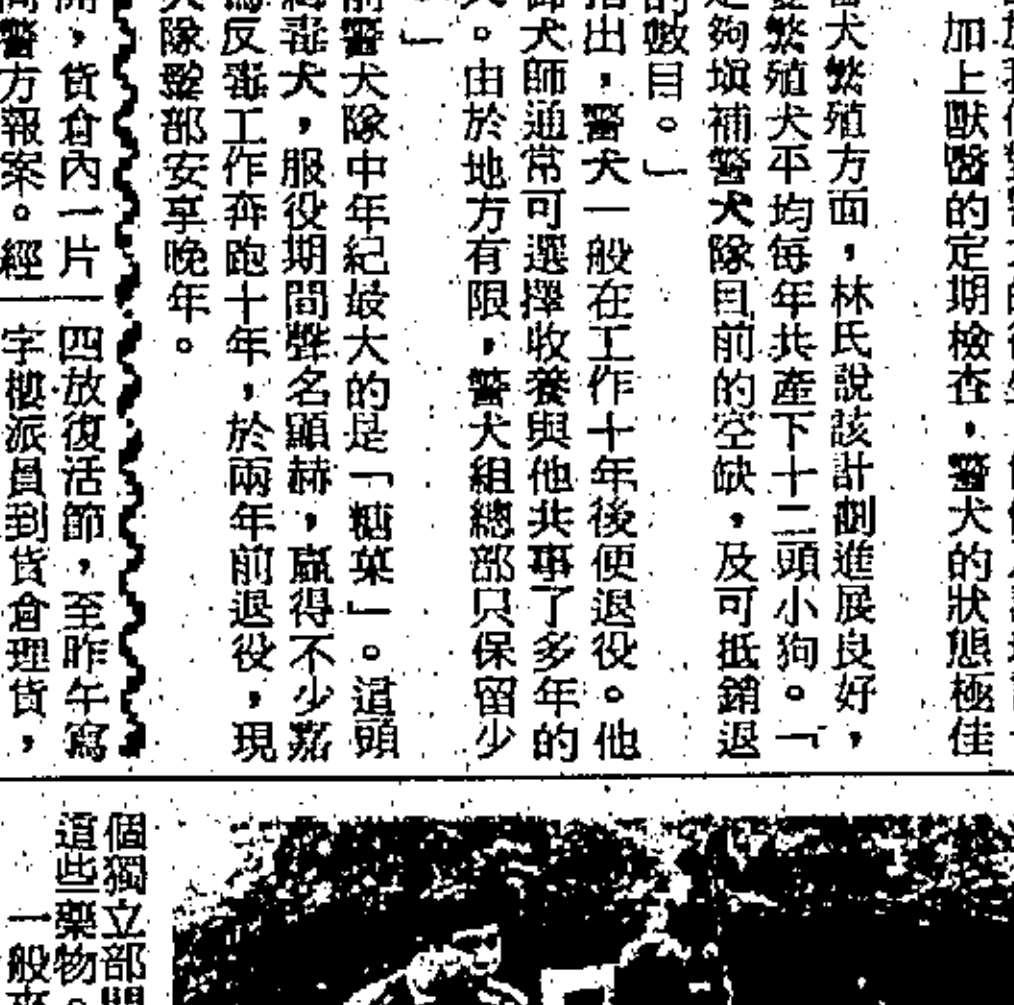 加上獸醫的定期檢查，警犬的狀態極佳
犬繁殖方面，林氏說該計劃進展良好，
繁殖犬平均每年共產下十二頭小狗。「
夠塡補警犬隊目前的空缺，及可抵銷退
的數目。」
指出，警犬一般在工作十年後便退役。他
犬師通常可選擇收養與他共事了多年的
。由於地方有限，警犬組總部只保留少
」
前警犬隊中年紀最大的是「糖菓」。這頭
緝毒犬，服役期間聲名顯赫，贏得不少嘉
爲反毒工作奔跑十年，於兩年前退役，現
犬隊總部安享晚年。
，貨倉內一片
警方報案。經
四放復活節，至昨午寫
字樓派員到貨倉理貨，
個獨立部
這些藥物。
一般來